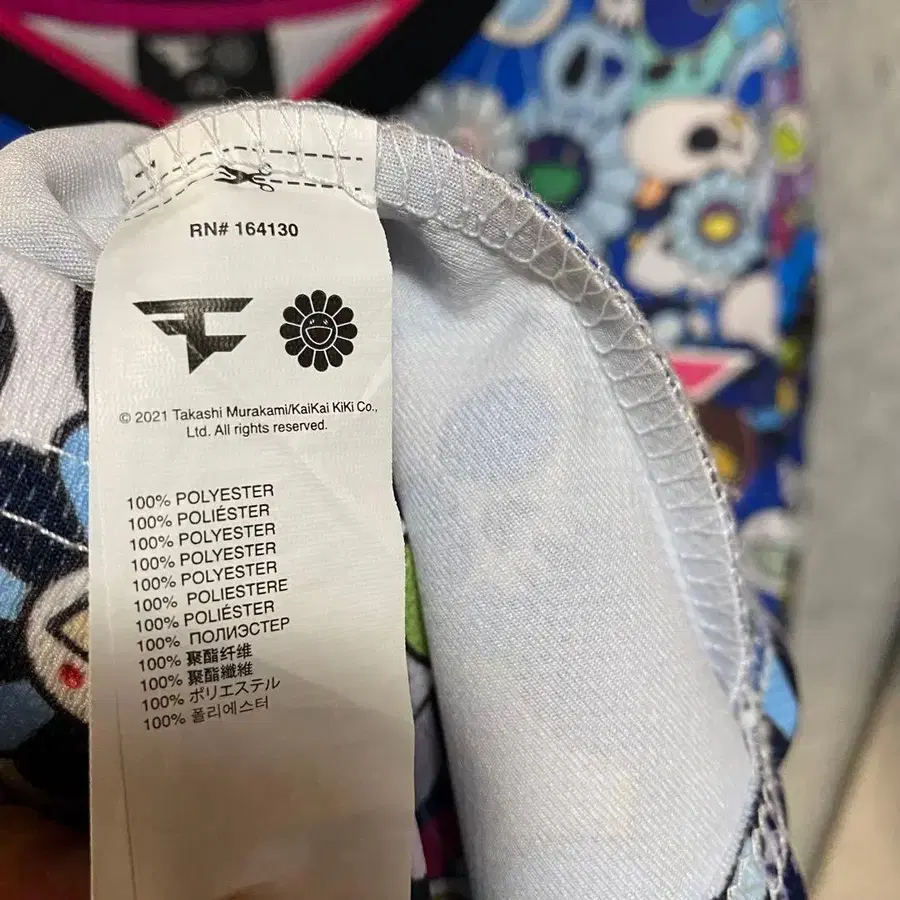 RN# 164130
© 2021 Takashi Murakami/KaiKai KiKi Co.,
Ltd. All rights reserved.
100% POLYESTER
100% POLIÉSTER
100% POLYESTER
100% POLYESTER
100% POLYESTER
100% POLIESTERE
100% POLIÉSTER
100% ПОЛИЭСТЕР
100% 聚酯纤维
100% 聚酯纖維
100% ポリエステル
100% 폴리에스터